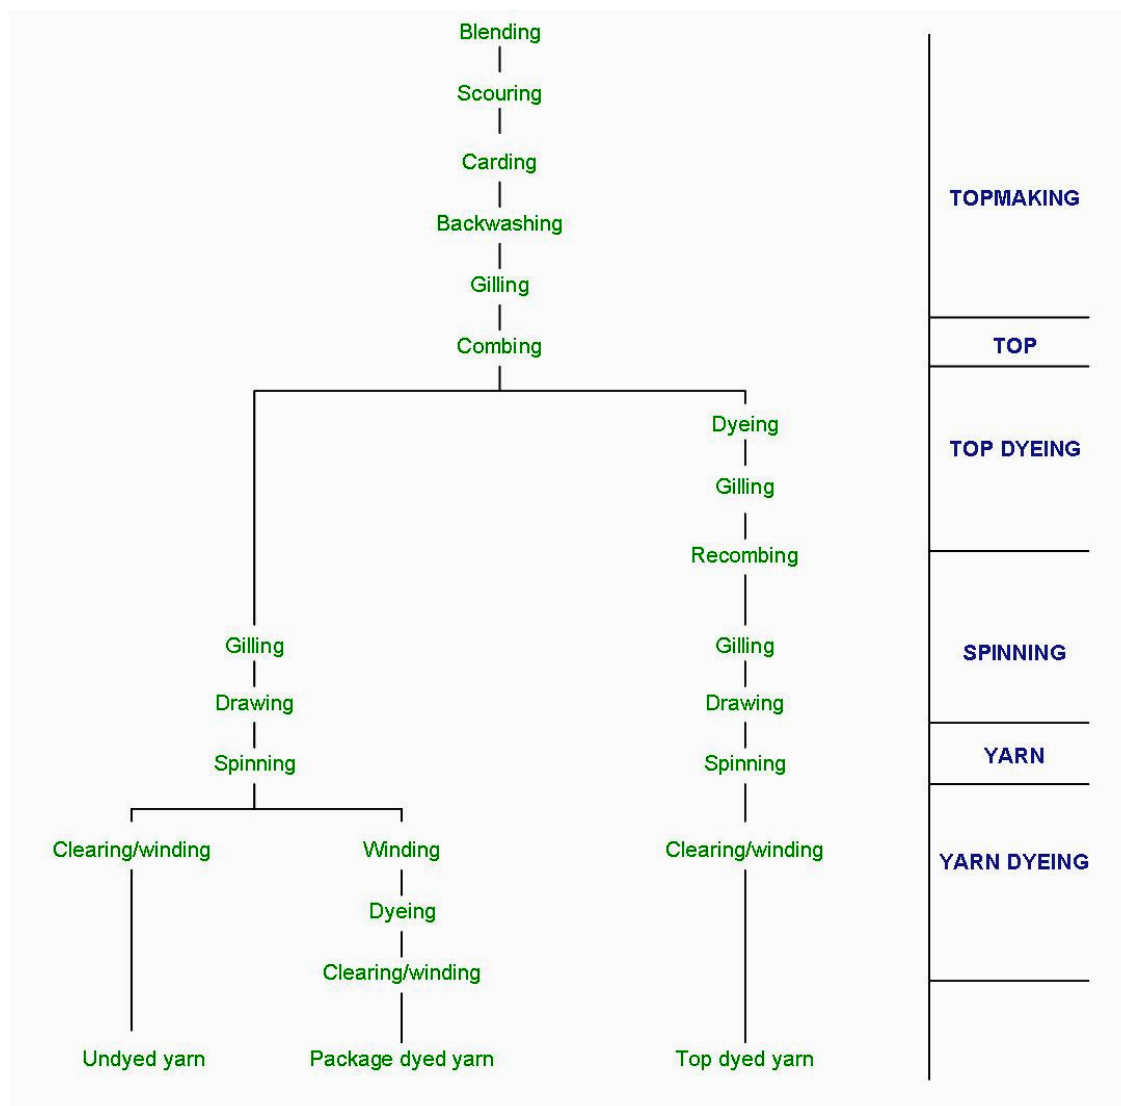 Blending
Scouring
Carding
TOPMAKING
Backwashing
Gilling
Combing
TOP
Dyeing
TOP DYEING
Gilling
Recombing
Gilling
Gilling
SPINNING
Drawing
Drawing
YARN
Spinning
Spinning
Clearing/winding
Winding
Clearing/winding
YARN DYEING
Dyeing
Clearing/winding
Undyed yarn
Package dyed yarn
Top dyed yarn